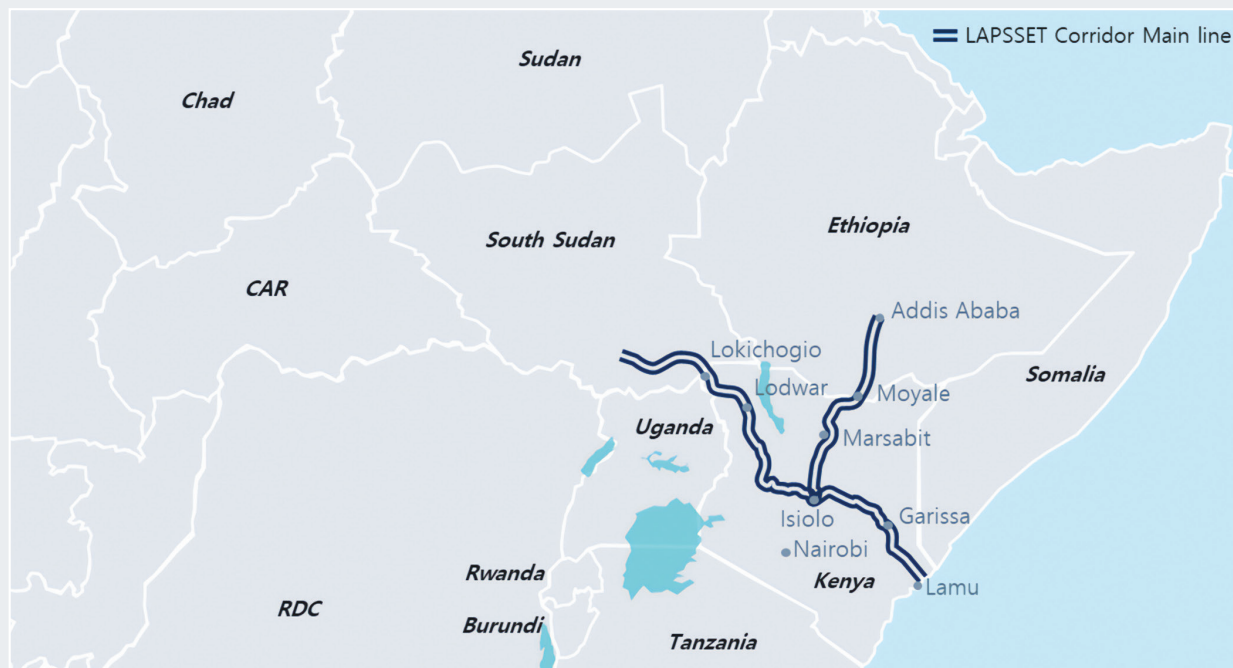 LAPSSET Corridor Main line
Sudan
Chad
Ethiopia
South Sudan
CAR
Addis Ababa
Lokichogio
Somalia
Lodwar
Moyale
Uganda
Marsabit
Isiolo
Garissa
Nairobi
Rwanda
Kenya
Lamu
RDC
Burundi
Tanzania